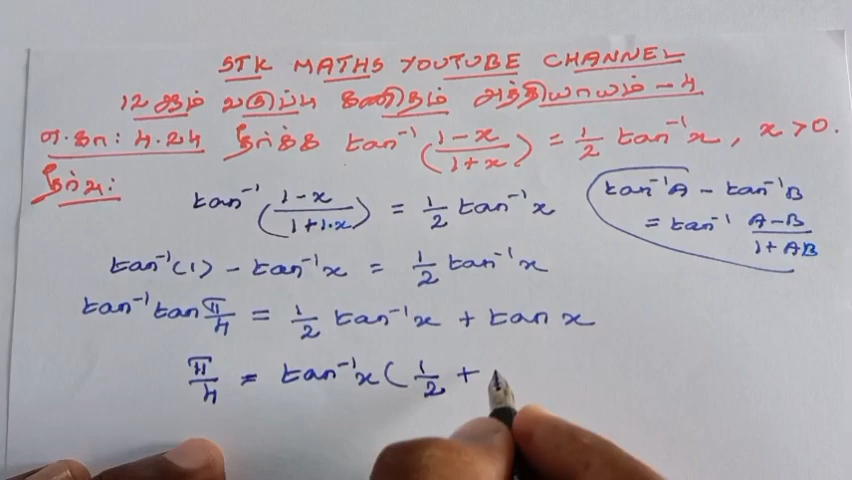 STK MATHS YOUTUBE CHANNEL
12 ஆம் வகுப்பு கணிதம் அத்தியாயம் - 4
எ.கா : 4.24 தீர்க்க tan⁻¹(1-x/1+x) = 1/2 tan⁻¹x, x>0.
தீர்வு:
tan⁻¹(1-x/1+1.x) = 1/2 tan⁻¹x
tan⁻¹A - tan⁻¹B
= tan⁻¹ A-B/1+AB
tan⁻¹(1) - tan⁻¹x = 1/2 tan⁻¹x
tan⁻¹tan π/4 = 1/2 tan⁻¹x + tan x
π/4 = tan⁻¹x (1/2 +